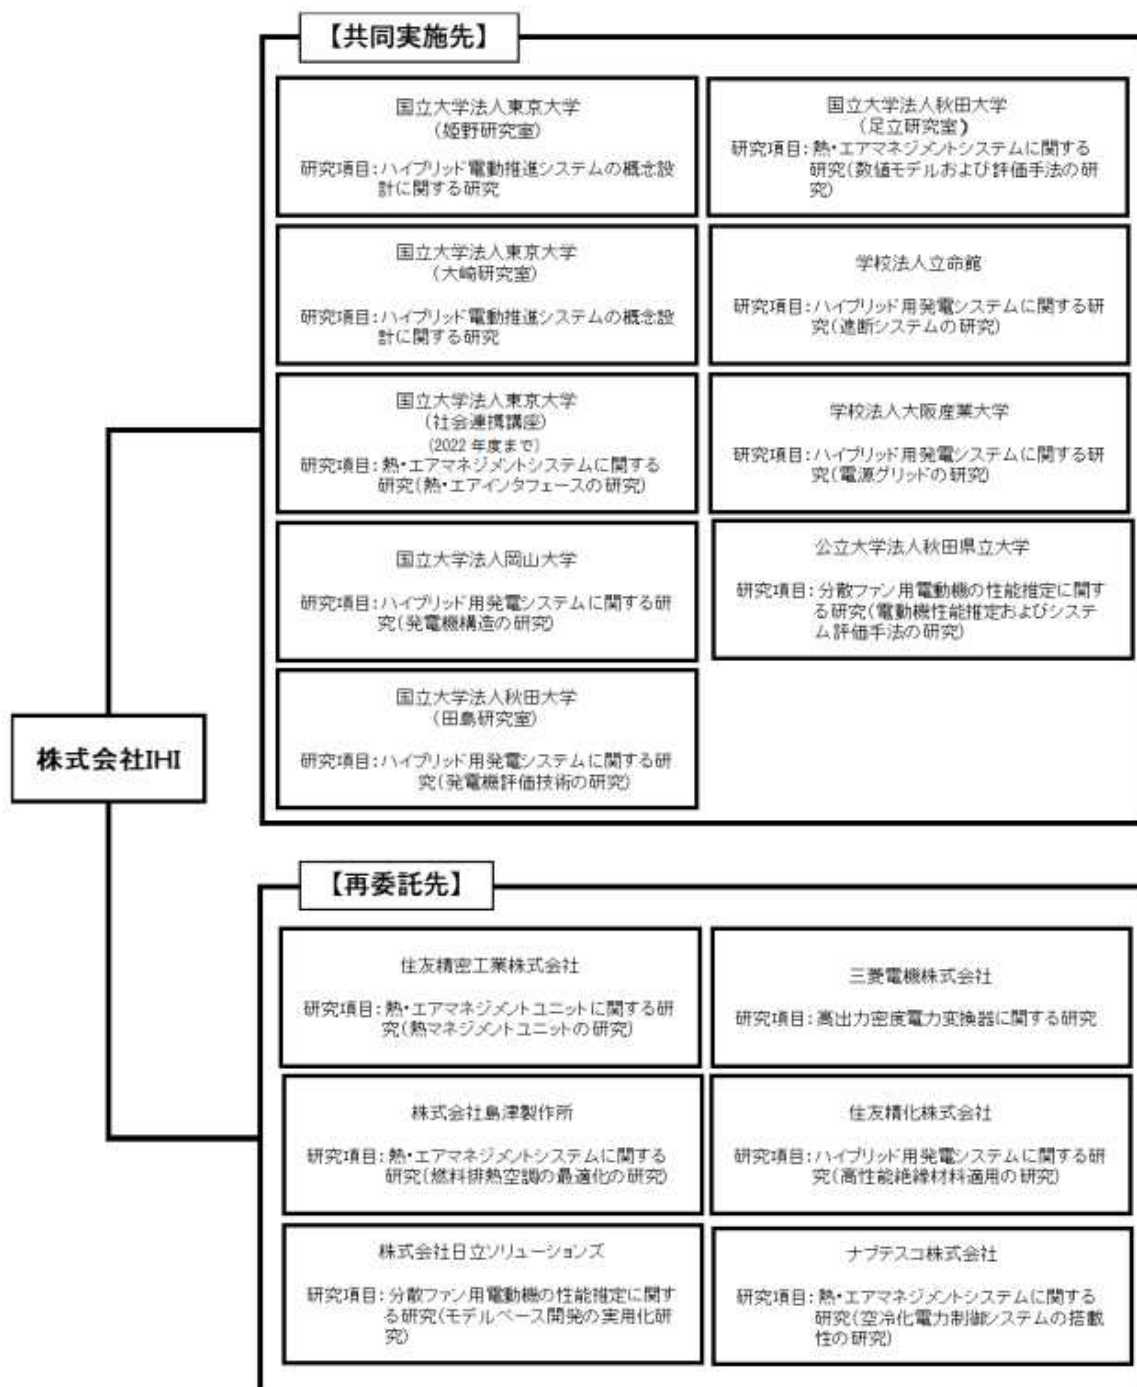 株式会社IHI
【共同実施先】
国立大学法人東京大学
(姫野研究室)
研究項目：ハイブリッド電動推進システムの概念設
計に関する研究
国立大学法人東京大学
(大崎研究室)
研究項目：ハイブリッド電動推進システムの概念設
計に関する研究
国立大学法人東京大学
(社会連携講座)
(2022 年度まで)
研究項目：熱・エアマネジメントシステムに関する
研究(熱・エアインタフェースの研究)
国立大学法人岡山大学
研究項目：ハイブリッド用発電システムに関する研
究(発電機構造の研究)
国立大学法人秋田大学
(田島研究室)
研究項目：ハイブリッド用発電システムに関する研
究(発電機評価技術の研究)
国立大学法人秋田大学
(足立研究室)
研究項目：熱・エアマネジメントシステムに関する
研究(数値モデルおよび評価手法の研
究)
学校法人立命館
研究項目：ハイブリッド用発電システムに関する研
究(遮断システムの研究)
学校法人大阪産業大学
研究項目：ハイブリッド用発電システムに関する研
究(電源グリッドの研究)
公立大学法人秋田県立大学
研究項目：分散ファン用電動機の性能推定に関す
る研究(電動機性能推定およびシステ
ム評価手法の研究)
【再委託先】
住友精密工業株式会社
研究項目：熱・エアマネジメントユニットに関する研
究(熱マネジメントユニットの研究)
株式会社島津製作所
研究項目：熱・エアマネジメントシステムに関する
研究(燃料排熱空調の最適化の研究)
株式会社日立ソリューションズ
研究項目：分散ファン用電動機の性能推定に関す
る研究(モデルベース開発の実用化研
究)
三菱電機株式会社
研究項目：高出力密度電力変換器に関する研究
住友精化株式会社
研究項目：ハイブリッド用発電システムに関する研
究(高性能絶縁材料適用の研究)
ナブテスコ株式会社
研究項目：熱・エアマネジメントシステムに関する
研究(空冷化電力制御システムの搭載
性の研究)